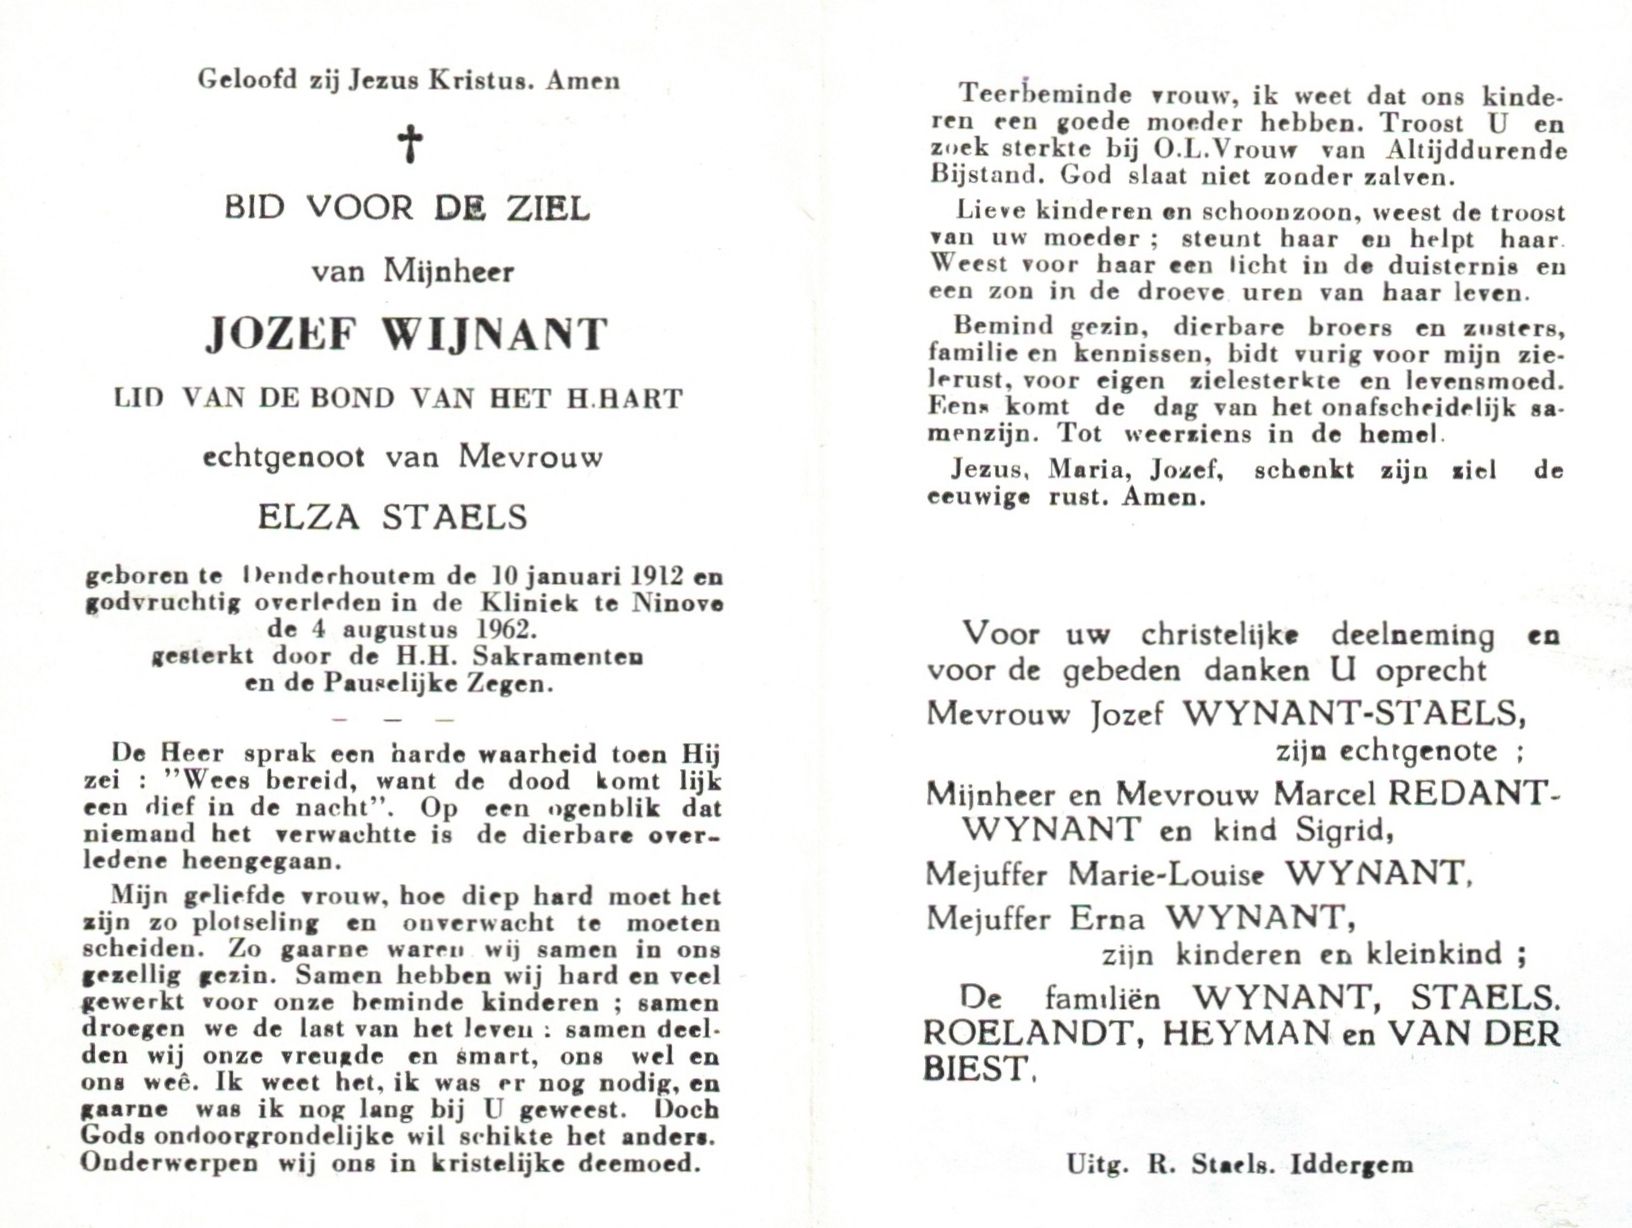 Geloofd zij Jezus Kristus. Amen
BID VOOR DE ZIEL
van Mijnheer
JOZEF WIJNANT
LID VAN DE BOND VAN HET H.HART
echtgenoot van Mevrouw
ELZA STAELS
geboren te Denderhoutem de 10 januari 1912 en
godvruchtig overleden in de Kliniek te Ninove
de 4 augustus 1962.
gesterkt door de H.H. Sakramenten
en de Pauselijke Zegen.
— — —
De Heer sprak een harde waarheid toen Hij
zei : "Wees bereid, want de dood komt lijk
een dief in de nacht". Op een ogenblik dat
niemand het verwachtte is de dierbare over-
ledene heengegaan.
Mijn geliefde vrouw, hoe diep hard moet het
zijn zo plotseling en onverwacht te moeten
scheiden. Zo gaarne waren wij samen in ons
gezellig gezin. Samen hebben wij hard en veel
gewerkt voor onze beminde kinderen ; samen
droegen we de last van het leven : samen deel-
den wij onze vreugde en smart, ons wel en
ons weê. Ik weet het, ik was er nog nodig, en
gaarne was ik nog lang bij U geweest. Doch
Gods ondoorgrondelijke wil schikte het anders.
Onderwerpen wij ons in kristelijke deemoed.
Teerbeminde vrouw, ik weet dat ons kinde-
ren een goede moeder hebben. Troost U en
zoek sterkte bij O.L.Vrouw van Altijddurende
Bijstand. God slaat niet zonder zalven.
Lieve kinderen en schoonzoon, weest de troost
van uw moeder ; steunt haar en helpt haar.
Weest voor haar een licht in de duisternis en
een zon in de droeve uren van haar leven.
Bemind gezin, dierbare broers en zusters,
familie en kennissen, bidt vurig voor mijn zie-
lerust, voor eigen zielesterkte en levensmoed.
Eens komt de dag van het onafscheidelijk sa-
menzijn. Tot weerziens in de hemel.
Jezus, Maria, Jozef, schenkt zijn ziel de
eeuwige rust. Amen.
Voor uw christelijke deelneming en
voor de gebeden danken U oprecht
Mevrouw Jozef WYNANT-STAELS,
zijn echtgenote ;
Mijnheer en Mevrouw Marcel REDANT-
WYNANT en kind Sigrid,
Mejuffer Marie-Louise WYNANT,
Mejuffer Erna WYNANT,
zijn kinderen en kleinkind ;
De familiën WYNANT, STAELS.
ROELANDT, HEYMAN en VAN DER
BIEST.
Uitg. R. Staels. Iddergem